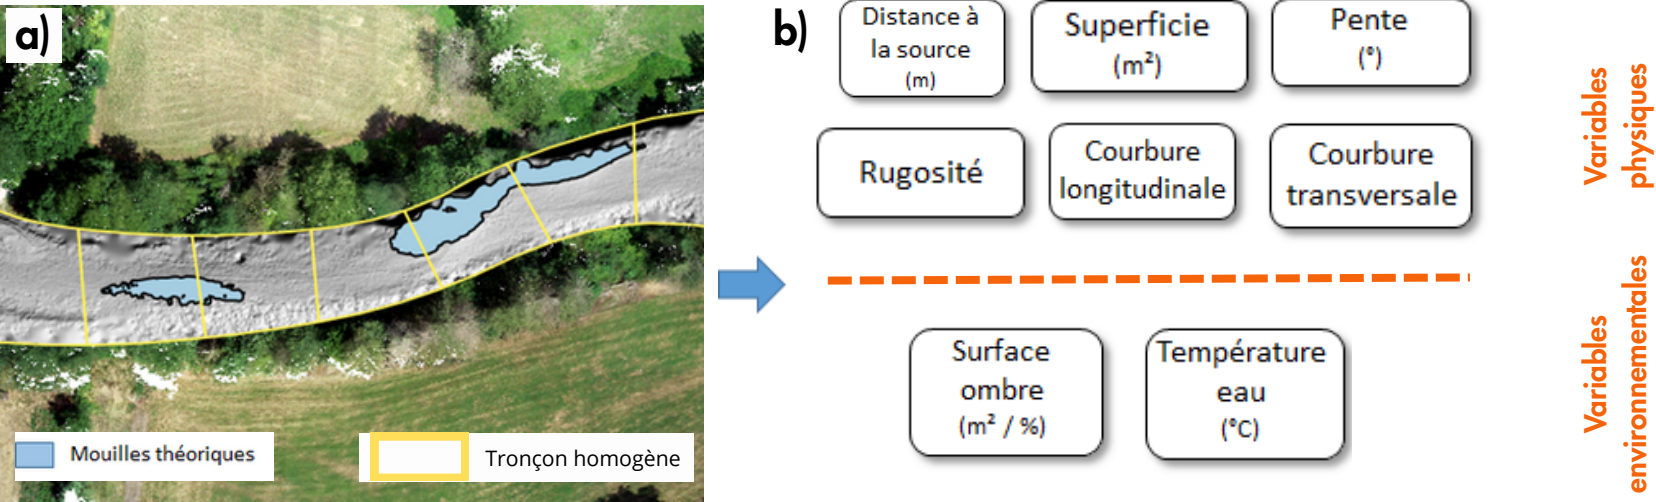 a)
Mouilles théoriques
Tronçon homogène
b)
Distance à
la source
(m)
Superficie
(m²)
Pente
(°)
Rugosité
Courbure
longitudinale
Courbure
transversale
Variables
physiques
Surface
ombre
(m² / %)
Température
eau
(°C)
Variables
environnementales